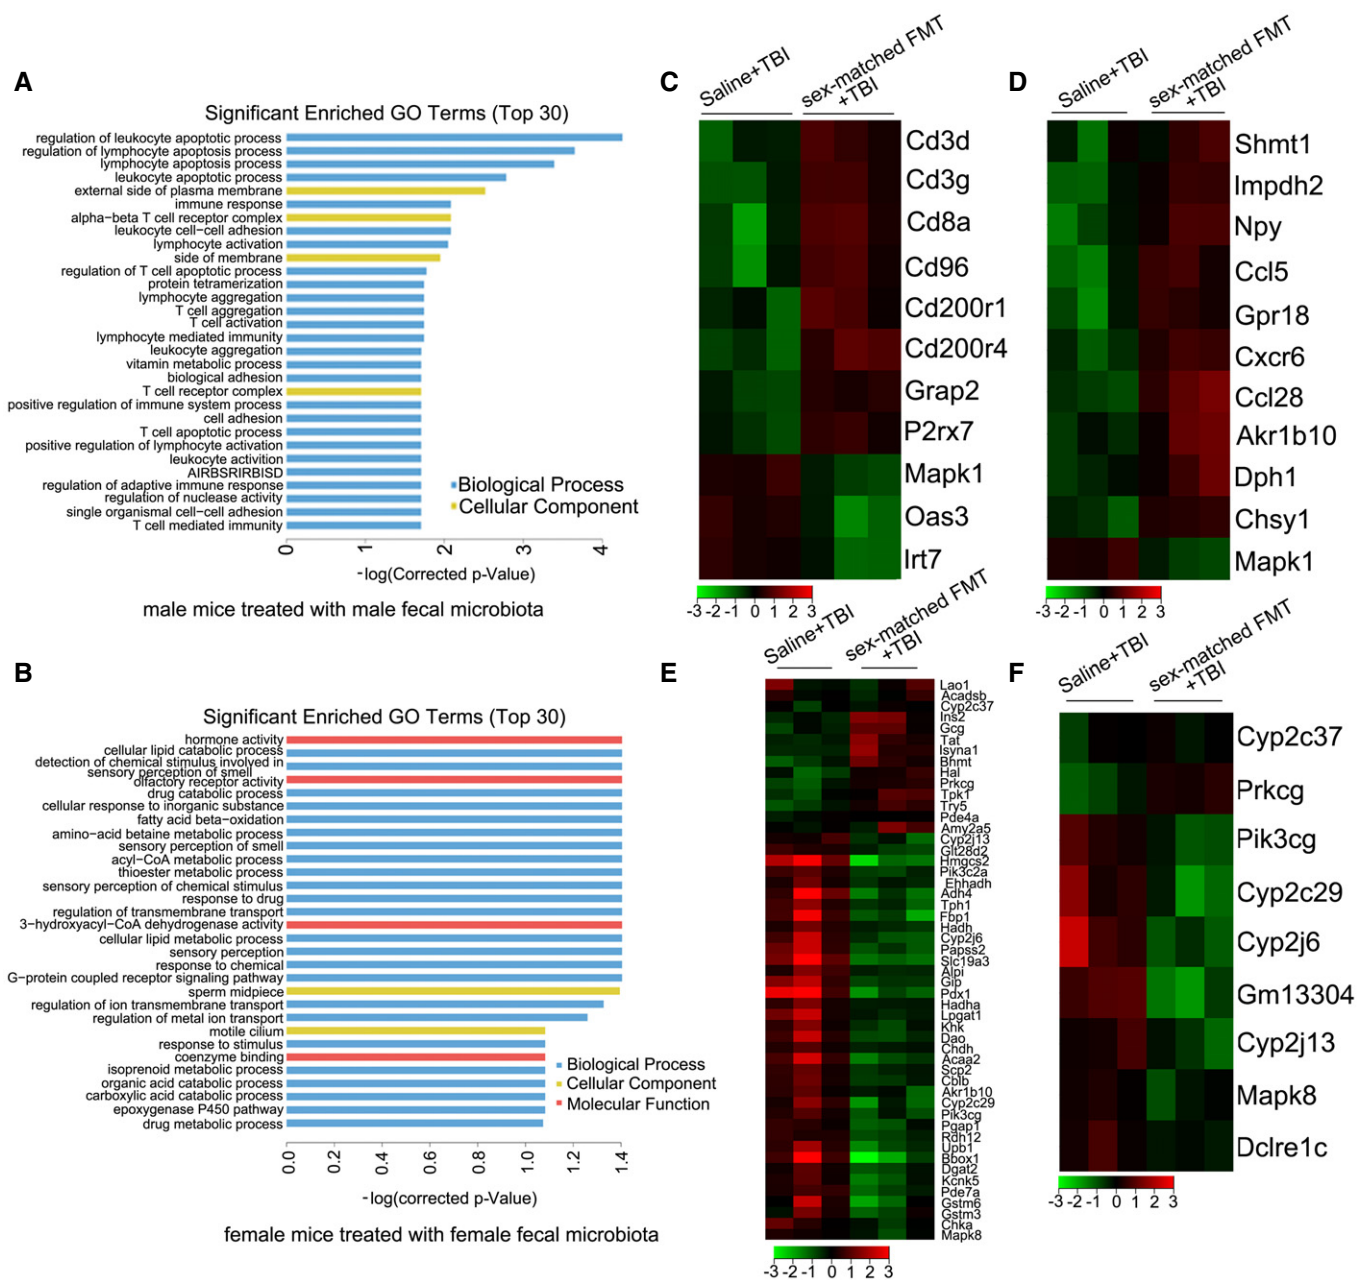 A
Significant Enriched GO Terms (Top 30)
regulation of leukocyte apoptotic process
regulation of lymphocyte apoptosis process
lymphocyte apoptosis process
leukocyte apoptotic process
external side of plasma membrane
immune response
alpha−beta T cell receptor complex
leukocyte cell−cell adhesion
lymphocyte activation
side of membrane
regulation of T cell apoptotic process
protein tetramerization
lymphocyte aggregation
T cell aggregation
T cell activation
lymphocyte mediated immunity
leukocyte aggregation
vitamin metabolic process
biological adhesion
T cell receptor complex
positive regulation of immune system process
cell adhesion
T cell apoptotic process
positive regulation of lymphocyte activation
leukocyte activition
AIRBSRIRBISD
regulation of adaptive immune response
regulation of nuclease activity
single organismal cell−cell adhesion
T cell mediated immunity
Biological Process
Cellular Component
0 1 2 3 4
-log(Corrected p-Value)
male mice treated with male fecal microbiota
B
Significant Enriched GO Terms (Top 30)
hormone activity
cellular lipid catabolic process
detection of chemical stimulus involved in
sensory perception of smell
olfactory receptor activity
drug catabolic process
cellular response to inorganic substance
fatty acid beta−oxidation
amino−acid betaine metabolic process
sensory perception of smell
acyl−CoA metabolic process
thioester metabolic process
sensory perception of chemical stimulus
response to drug
regulation of transmembrane transport
3−hydroxyacyl−CoA dehydrogenase activity
cellular lipid metabolic process
sensory perception
response to chemical
G−protein coupled receptor signaling pathway
sperm midpiece
regulation of ion transmembrane transport
regulation of metal ion transport
motile cilium
response to stimulus
coenzyme binding
isoprenoid metabolic process
organic acid catabolic process
carboxylic acid catabolic process
epoxygenase P450 pathway
drug metabolic process
Biological Process
Cellular Component
Molecular Function
0.0 0.2 0.4 0.6 0.8 1.0 1.2 1.4
-log(corrected p-Value)
female mice treated with female fecal microbiota
C
Saline+TBI
sex-matched FMT
+TBI
Cd3d
Cd3g
Cd8a
Cd96
Cd200r1
Cd200r4
Grap2
P2rx7
Mapk1
Oas3
Irt7
-3 -2 -1 0 1 2 3
D
Saline+TBI
sex-matched FMT
+TBI
Shmt1
Impdh2
Npy
Ccl5
Gpr18
Cxcr6
Ccl28
Akr1b10
Dph1
Chsy1
Mapk1
-3 -2 -1 0 1 2 3
E
Saline+TBI
sex-matched FMT
+TBI
Lao1
Acadsb
Cyp2c37
Ins2
Gcg
Tat
Isyna1
Bhmt
Hal
Prkcg
Tpk1
Try5
Pde4a
Amy2a5
Cyp2j13
Glt28d2
Hmgcs2
Pik3c2a
Ehhadh
Adh4
Tph1
Fbp1
Hadh
Cyp2j6
Papss2
Slc19a3
Alpi
Gip
Pdx1
Hadha
Lpgat1
Khk
Dao
Chdh
Acaa2
Scp2
Cblb
Akr1b10
Cyp2c29
Pik3cg
Pgap1
Rdh12
Upb1
Bbox1
Dgat2
Kcnk5
Pde7a
Gstm6
Gstm3
Chka
Mapk8
-3 -2 -1 0 1 2 3
F
Saline+TBI
sex-matched FMT
+TBI
Cyp2c37
Prkcg
Pik3cg
Cyp2c29
Cyp2j6
Gm13304
Cyp2j13
Mapk8
Dclre1c
-3 -2 -1 0 1 2 3